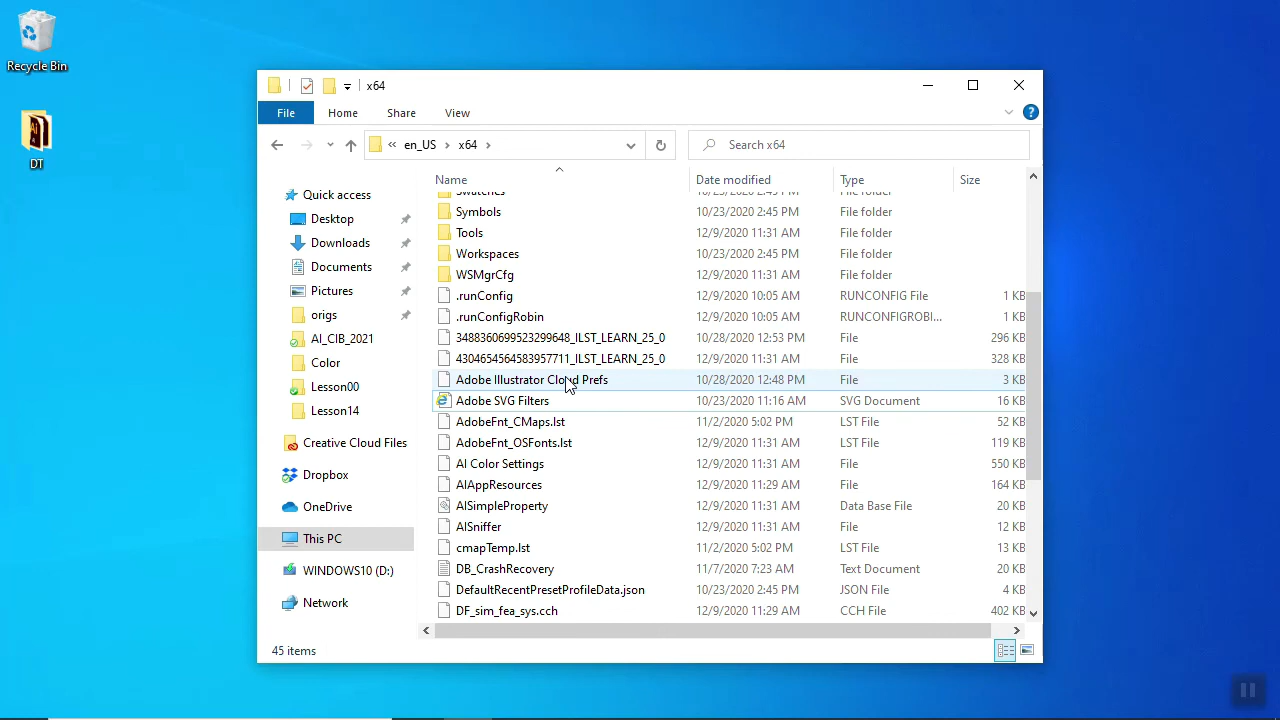 Recycle Bin
DT
x64
File Home Share View
en_US x64
Search x64
Name Date modified Type Size
Quick access
Desktop
Downloads
Documents
Pictures
origs
AI_CIB_2021
Color
Lesson00
Lesson14
Creative Cloud Files
Dropbox
OneDrive
This PC
WINDOWS10 (D:)
Network
Swatches 10/23/2020 2:45 PM File folder
Symbols 10/23/2020 2:45 PM File folder
Tools 12/9/2020 11:31 AM File folder
Workspaces 10/23/2020 2:45 PM File folder
WSMgrCfg 12/9/2020 11:31 AM File folder
.runConfig 12/9/2020 10:05 AM RUNCONFIG File 1 KB
.runConfigRobin 12/9/2020 10:05 AM RUNCONFIGROBI... 1 KB
3488360699523299648_ILST_LEARN_25_0 10/28/2020 12:53 PM File 296 KB
4304654564583957711_ILST_LEARN_25_0 12/9/2020 11:31 AM File 328 KB
Adobe Illustrator Cloud Prefs 10/28/2020 12:48 PM File 3 KB
Adobe SVG Filters 10/23/2020 11:16 AM SVG Document 16 KB
AdobeFnt_CMaps.lst 11/2/2020 5:02 PM LST File 52 KB
AdobeFnt_OSFonts.lst 12/9/2020 11:31 AM LST File 119 KB
AI Color Settings 12/9/2020 11:31 AM File 550 KB
AIAppResources 12/9/2020 11:29 AM File 164 KB
AISimpleProperty 12/9/2020 11:31 AM Data Base File 20 KB
AISniffer 12/9/2020 11:31 AM File 12 KB
cmapTemp.lst 11/2/2020 5:02 PM LST File 13 KB
DB_CrashRecovery 11/7/2020 7:23 AM Text Document 20 KB
DefaultRecentPresetProfileData.json 10/23/2020 2:45 PM JSON File 4 KB
DF_sim_fea_sys.cch 12/9/2020 11:29 AM CCH File 402 KB
45 items